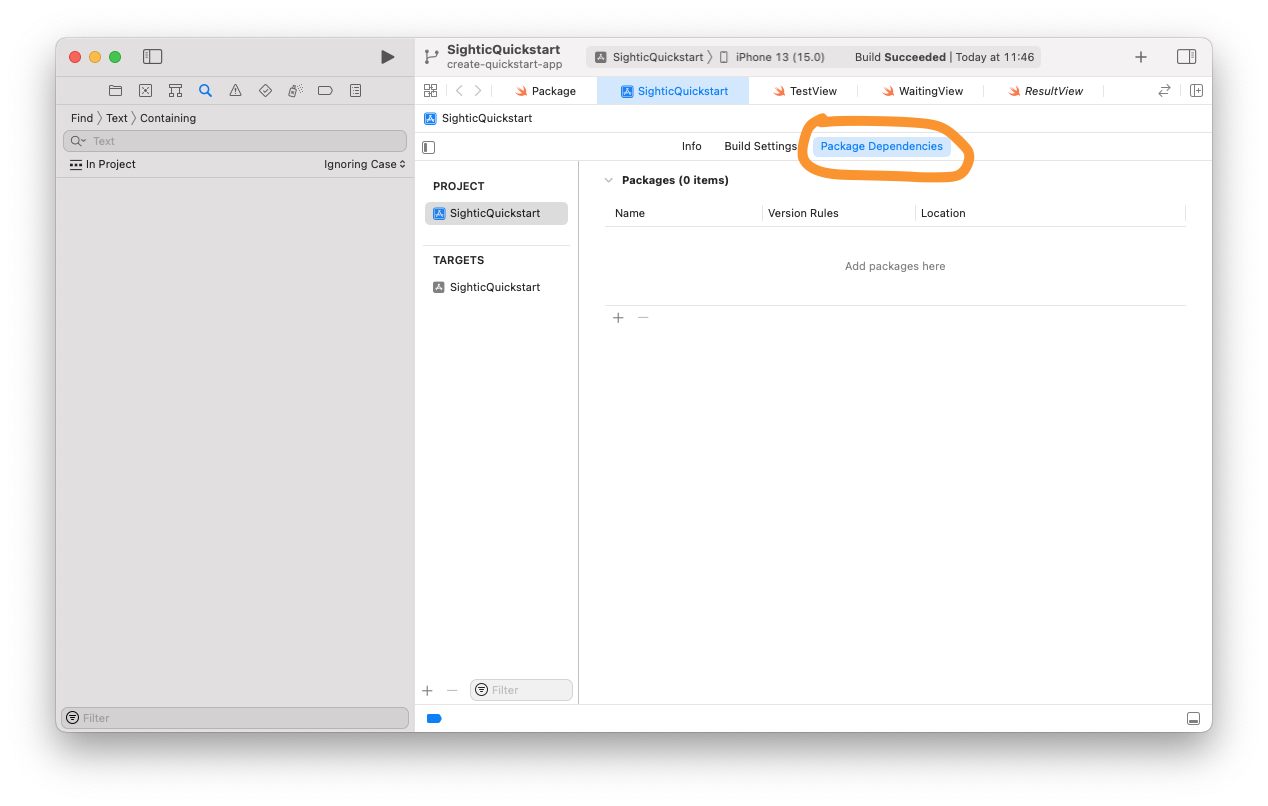 SighticQuickstart
create-quickstart-app
SighticQuickstart 〉 iPhone 13 (15.0)
Build Succeeded | Today at 11:46
Package
SighticQuickstart
TestView
WaitingView
ResultView
Find 〉 Text 〉 Containing
Text
In Project
Ignoring Case
SighticQuickstart
Info
Build Settings
Package Dependencies
PROJECT
SighticQuickstart
TARGETS
SighticQuickstart
Packages (0 items)
Name
Version Rules
Location
Add packages here
Filter
Filter